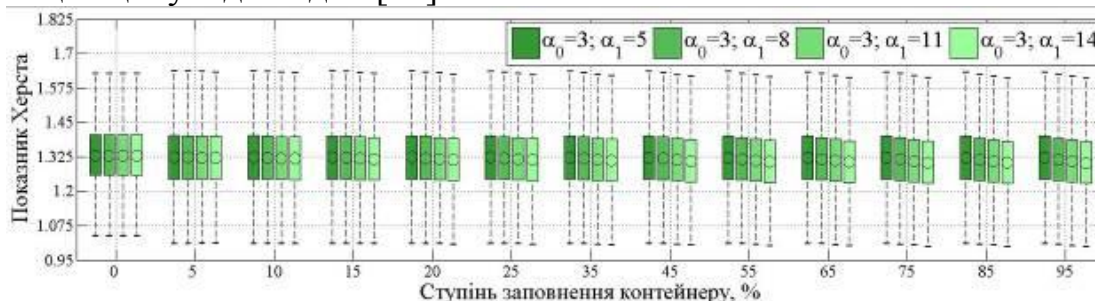 α0=3; α1=5 α0=3; α1=8 α0=3; α1=11 α0=3; α1=14
Показник Херста
1.825
1.7
1.575
1.45
1.325
1.2
1.075
0.95
0 5 10 15 20 25 35 45 55 65 75 85 95
Ступінь заповнення контейнеру, %